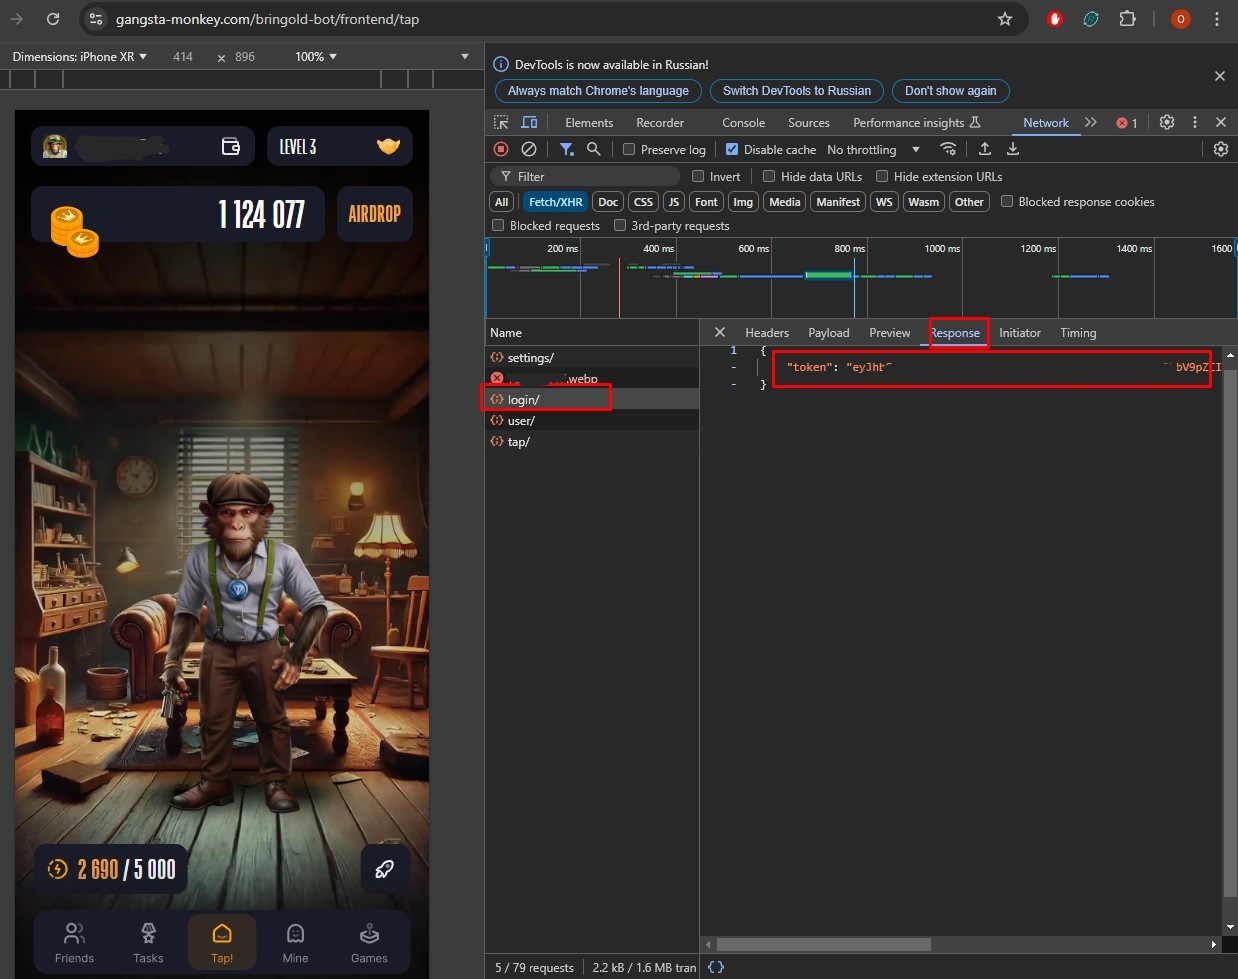 gangsta-monkey.com/bringold-bot/frontend/tap
O
Dimensions: iPhone XR 414 x 896 100%
DevTools is now available in Russian!
Always match Chrome's language Switch DevTools to Russian Don't show again
Elements Recorder Console Sources Performance insights Network 1
Preserve log Disable cache No throttling
Filter Invert Hide data URLs Hide extension URLs
All Fetch/XHR Doc CSS JS Font Img Media Manifest WS Wasm Other Blocked response cookies
Blocked requests 3rd-party requests
200 ms 400 ms 600 ms 800 ms 1000 ms 1200 ms 1400 ms 1600
Name
settings/
.webp
login/
user/
tap/
Headers Payload Preview Response Initiator Timing
1 {
- "token": "eyJht bV9pZCI
- }
5 / 79 requests 2.2 kB / 1.6 MB tran { }
LEVEL 3
1 124 077 AIRDROP
2 690 / 5 000
Friends Tasks Tap! Mine Games